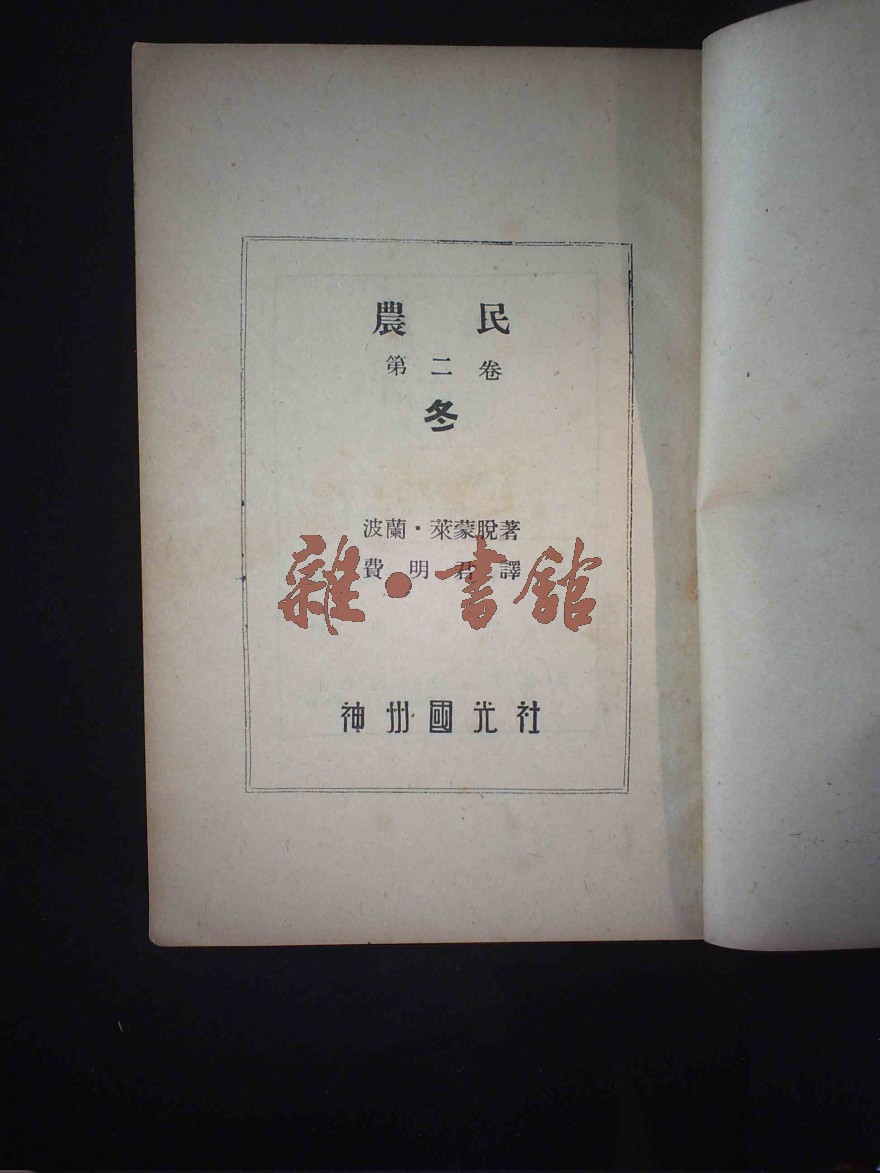 農民
第二卷
冬
波蘭・萊蒙脫著
費明君譯
雜・書館
神州國光社